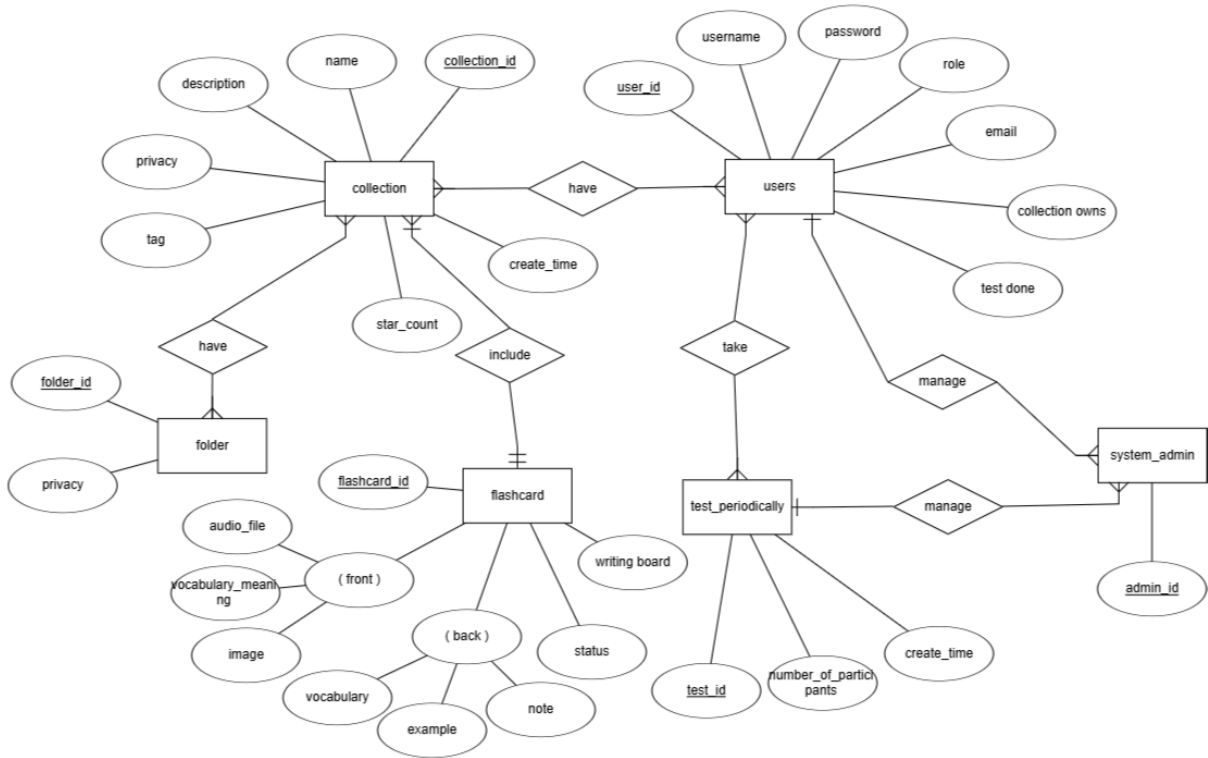 password
username
role
name
collection_id
description
user_id
email
privacy
collection
have
users
collection owns
tag
create_time
test done
star_count
have
include
take
manage
folder_id
folder
system_admin
privacy
flashcard_id
flashcard
test_periodically
manage
audio_file
writing board
( front )
vocabulary_meani
ng
admin_id
( back )
image
status
create_time
vocabulary
note
example
test_id
number_of_partici
pants